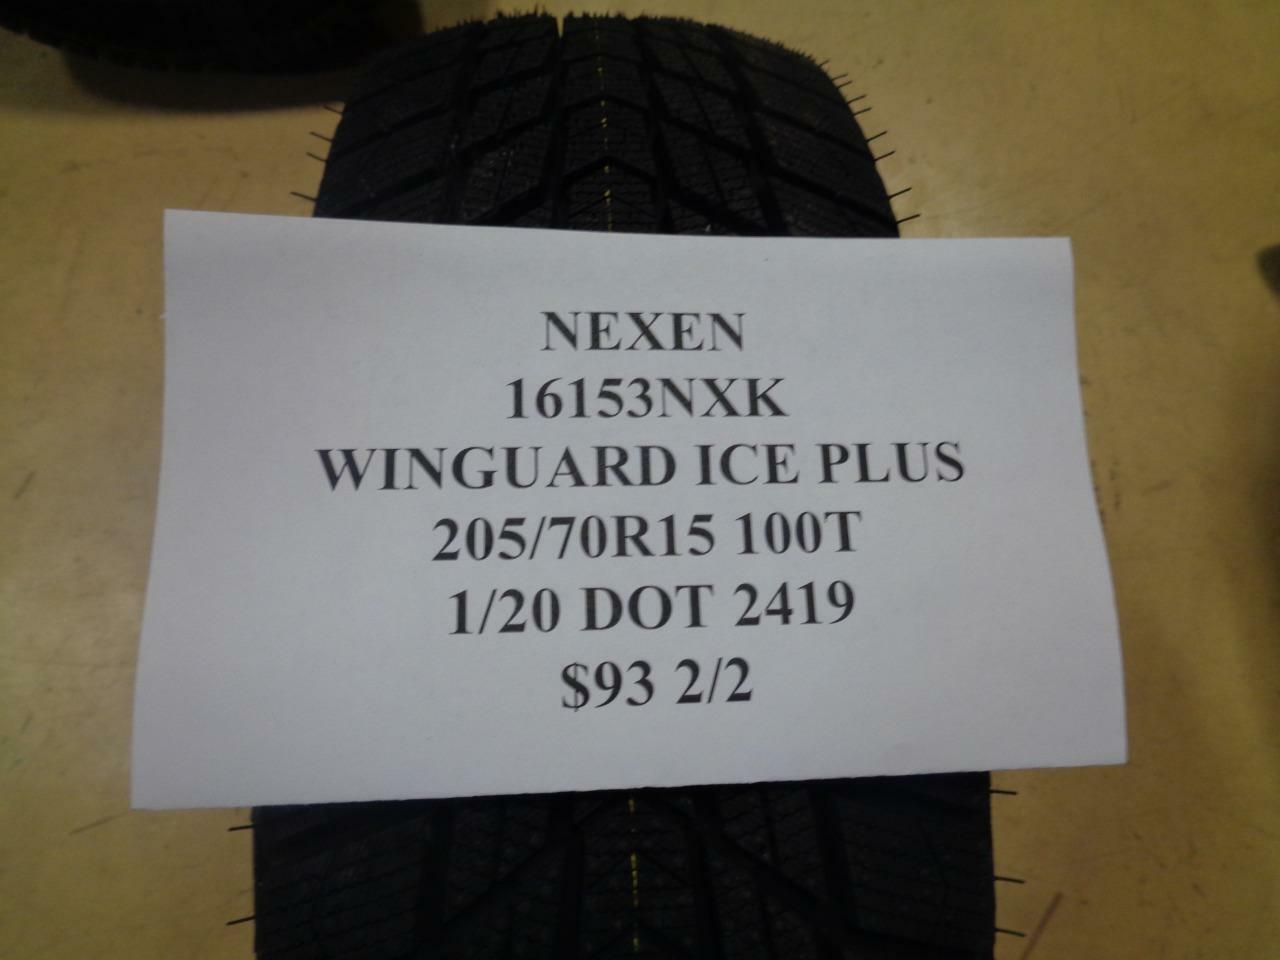 NEXEN
16153NXK
WINGUARD ICE PLUS
205/70R15 100T
1/20 DOT 2419
$93 2/2